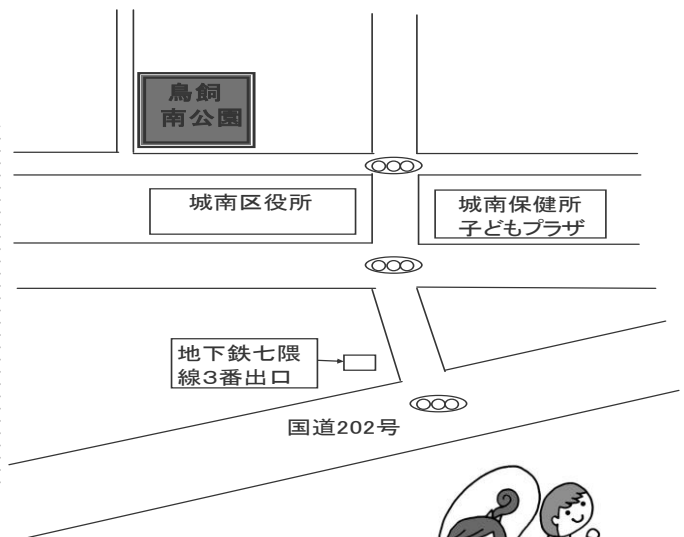 鳥飼
南公園
城南区役所
城南保健所
子どもプラザ
地下鉄七隈
線3番出口
国道202号